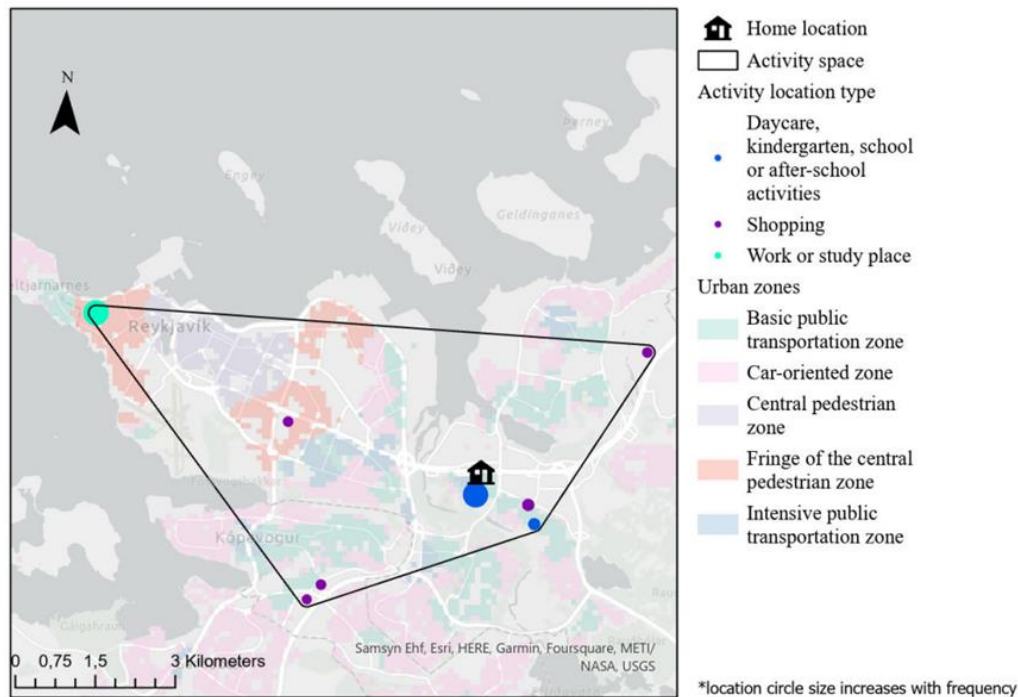 Home location
Activity space
Activity location type
Daycare,
kindergarten, school
or after-school
activities
Shopping
Work or study place
Urban zones
Basic public
transportation zone
Car-oriented zone
Central pedestrian
zone
Fringe of the central
pedestrian zone
Intensive public
transportation zone
*location circle size increases with frequency
N
Þerney
Engey
Geldinganes
Viðey
Viðey
eltjarnarnes
Reykjavík
Kópavogur
Samsyn Ehf, Esri, HERE, Garmin, Foursquare, METI/
NASA, USGS
0 0,75 1,5 3 Kilometers